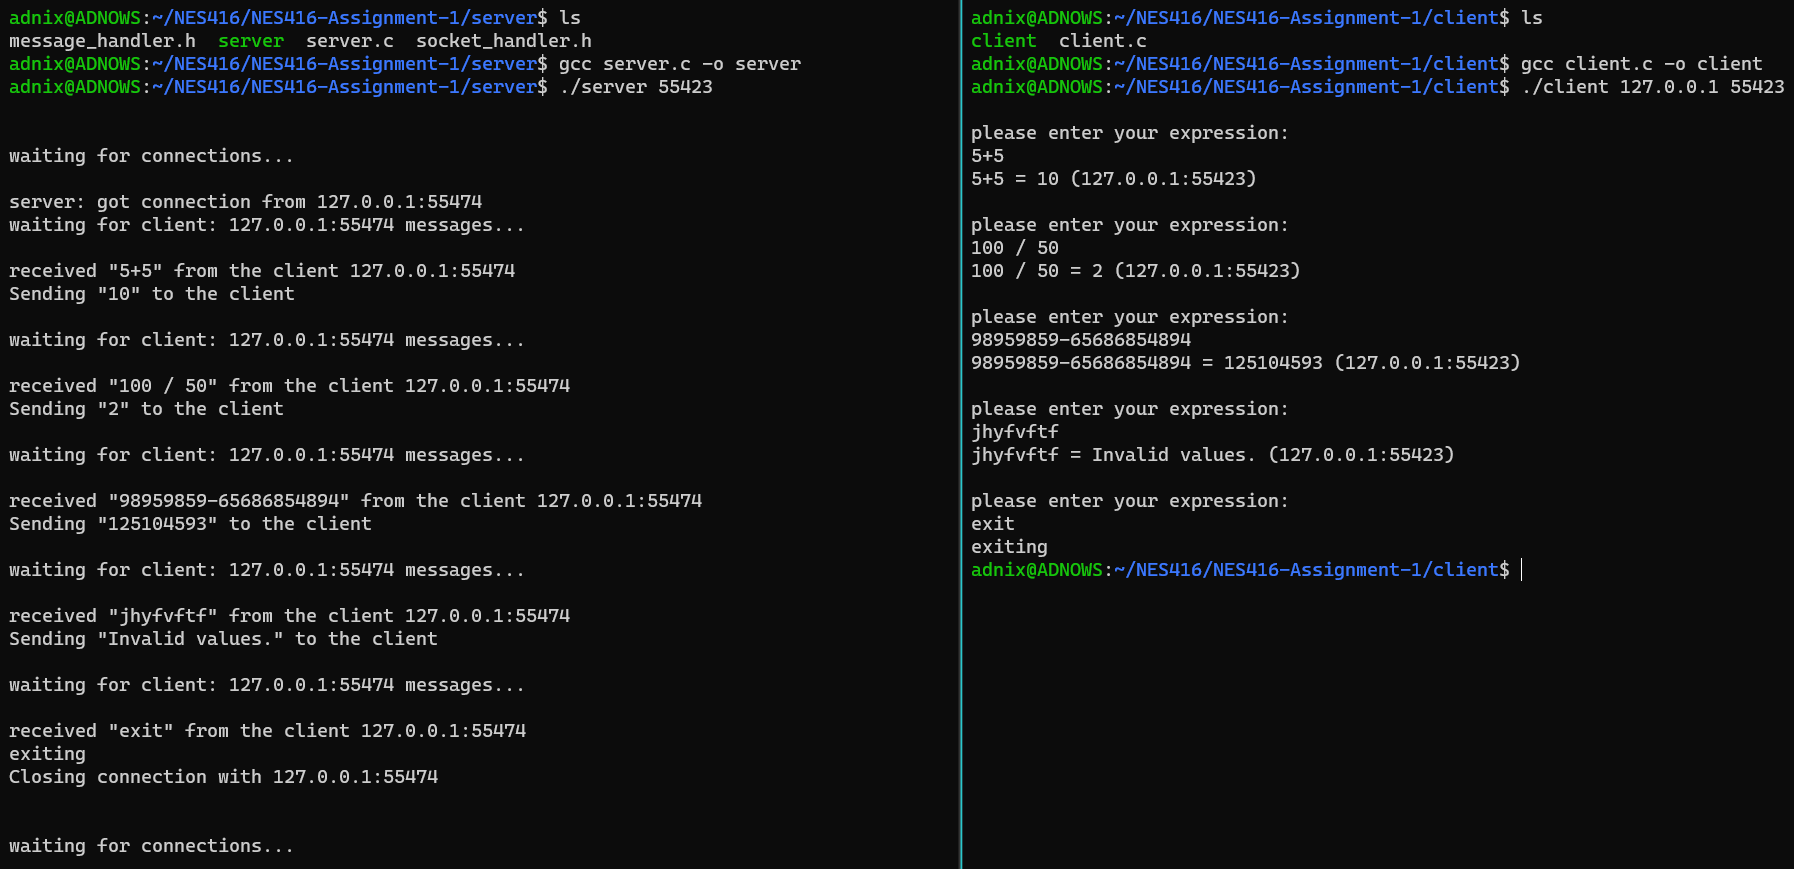 adnix@ADNOWS:~/NES416/NES416-Assignment-1/server$ ls
message_handler.h  server  server.c  socket_handler.h
adnix@ADNOWS:~/NES416/NES416-Assignment-1/server$ gcc server.c -o server
adnix@ADNOWS:~/NES416/NES416-Assignment-1/server$ ./server 55423
waiting for connections...
server: got connection from 127.0.0.1:55474
waiting for client: 127.0.0.1:55474 messages...
received "5+5" from the client 127.0.0.1:55474
Sending "10" to the client
waiting for client: 127.0.0.1:55474 messages...
received "100 / 50" from the client 127.0.0.1:55474
Sending "2" to the client
waiting for client: 127.0.0.1:55474 messages...
received "98959859-65686854894" from the client 127.0.0.1:55474
Sending "125104593" to the client
waiting for client: 127.0.0.1:55474 messages...
received "jhyfvftf" from the client 127.0.0.1:55474
Sending "Invalid values." to the client
waiting for client: 127.0.0.1:55474 messages...
received "exit" from the client 127.0.0.1:55474
exiting
Closing connection with 127.0.0.1:55474
waiting for connections...
adnix@ADNOWS:~/NES416/NES416-Assignment-1/client$ ls
client  client.c
adnix@ADNOWS:~/NES416/NES416-Assignment-1/client$ gcc client.c -o client
adnix@ADNOWS:~/NES416/NES416-Assignment-1/client$ ./client 127.0.0.1 55423
please enter your expression:
5+5
5+5 = 10 (127.0.0.1:55423)
please enter your expression:
100 / 50
100 / 50 = 2 (127.0.0.1:55423)
please enter your expression:
98959859-65686854894
98959859-65686854894 = 125104593 (127.0.0.1:55423)
please enter your expression:
jhyfvftf
jhyfvftf = Invalid values. (127.0.0.1:55423)
please enter your expression:
exit
exiting
adnix@ADNOWS:~/NES416/NES416-Assignment-1/client$